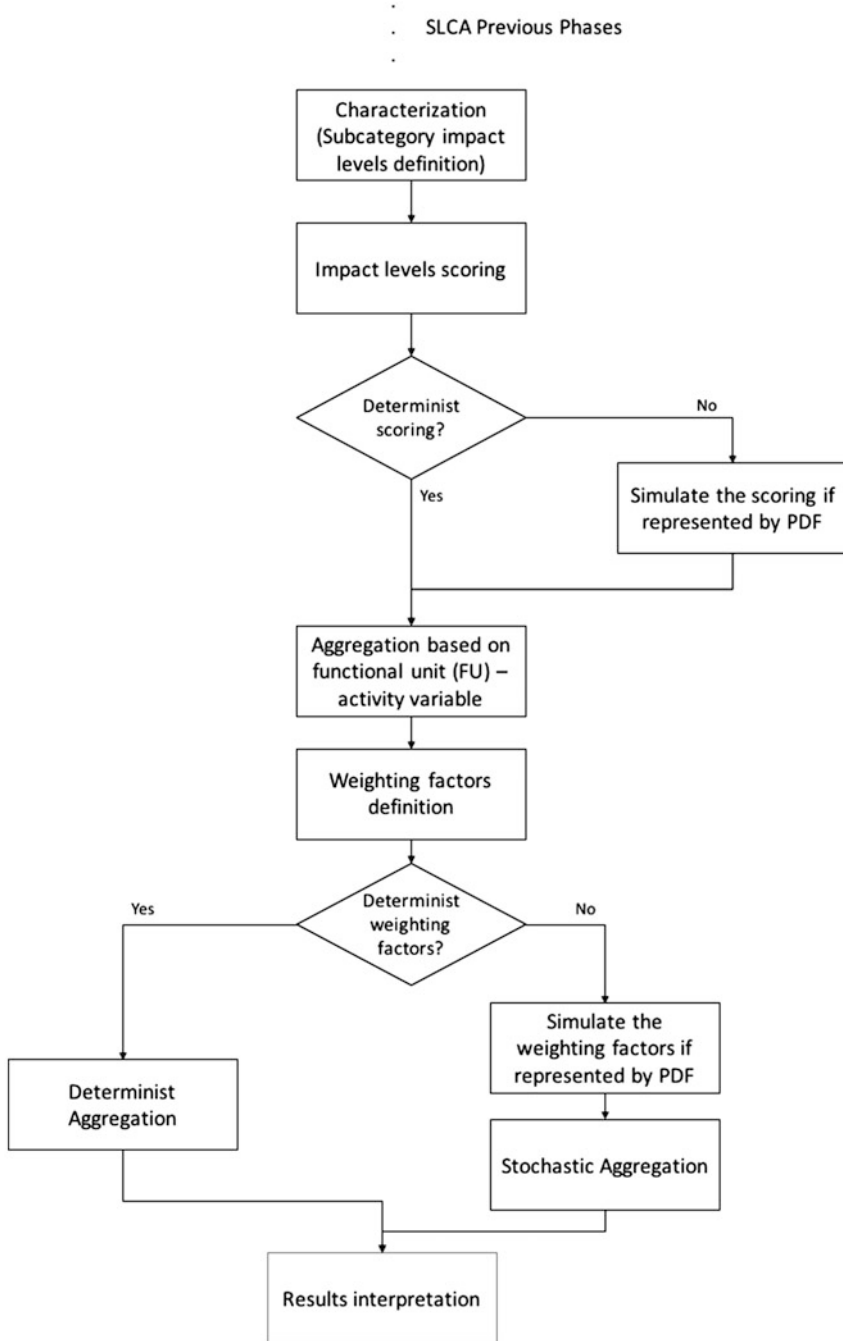 SLCA Previous Phases
Characterization
(Subcategory impact
levels definition)
Impact levels scoring
Determinist
scoring?
No
Yes
Simulate the scoring if
represented by PDF
Aggregation based on
functional unit (FU) –
activity variable
Weighting factors
definition
Determinist
weighting
factors?
Yes
No
Simulate the
weighting factors if
represented by PDF
Determinist
Aggregation
Stochastic Aggregation
Results interpretation